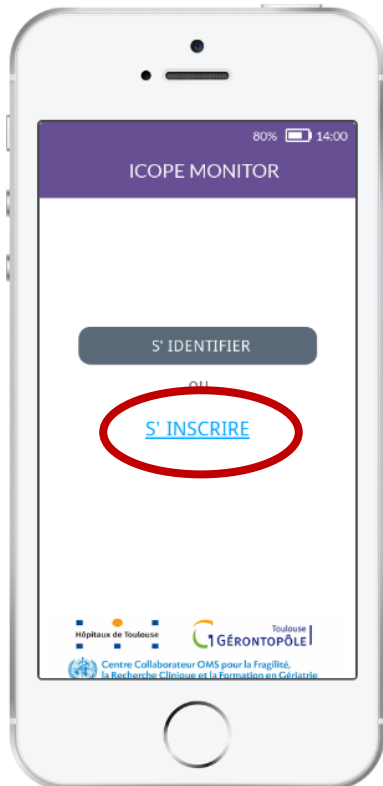 80% 14:00
ICOPE MONITOR
S' IDENTIFIER
ou
S' INSCRIRE
Hôpitaux de Toulouse
Toulouse
GÉRONTOPÔLE
Centre Collaborateur OMS pour la Fragilité,
la Recherche Clinique et la Formation en Gériatrie